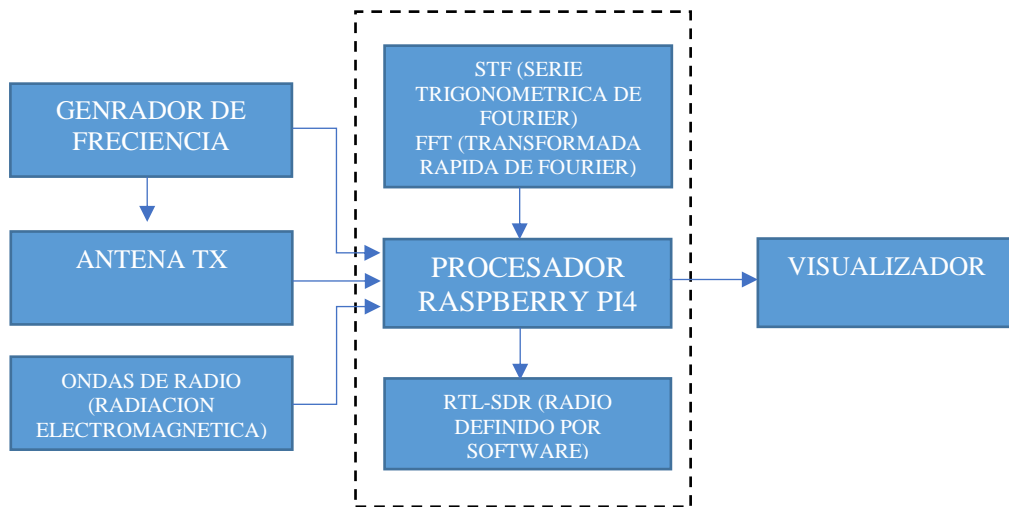 GENRADOR DE
FRECIENCIA
ANTENA TX
ONDAS DE RADIO
(RADIACION
ELECTROMAGNETICA)
STF (SERIE
TRIGONOMETRICA DE
FOURIER)
FFT (TRANSFORMADA
RAPIDA DE FOURIER)
PROCESADOR
RASPBERRY PI4
RTL-SDR (RADIO
DEFINIDO POR
SOFTWARE)
VISUALIZADOR